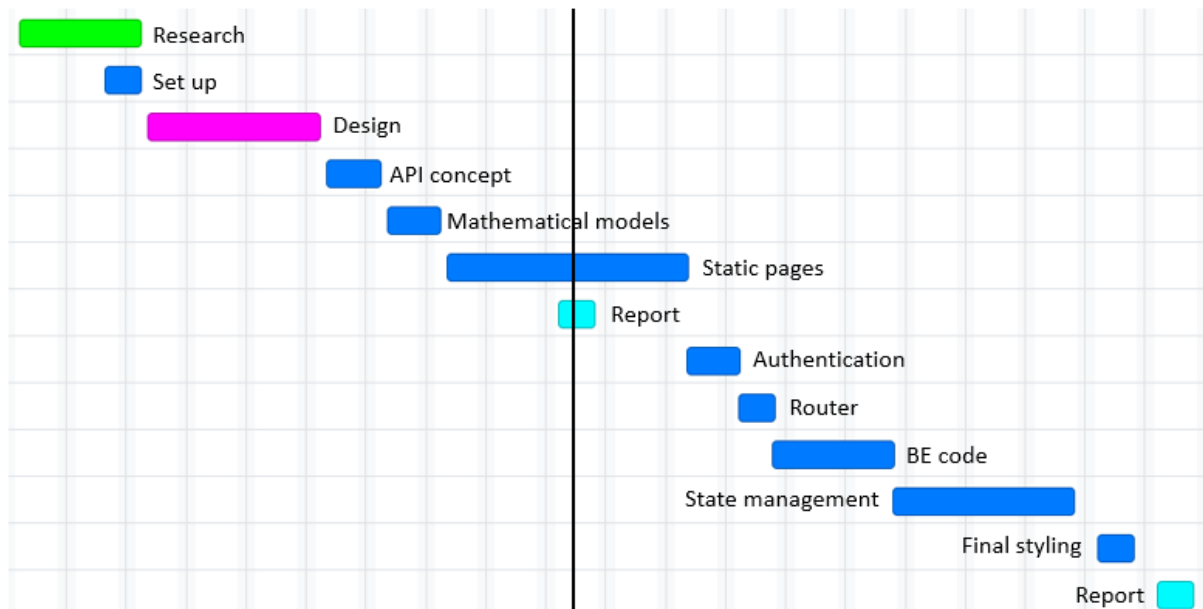 Research
Set up
Design
API concept
Mathematical models
Static pages
Report
Authentication
Router
BE code
State management
Final styling
Report